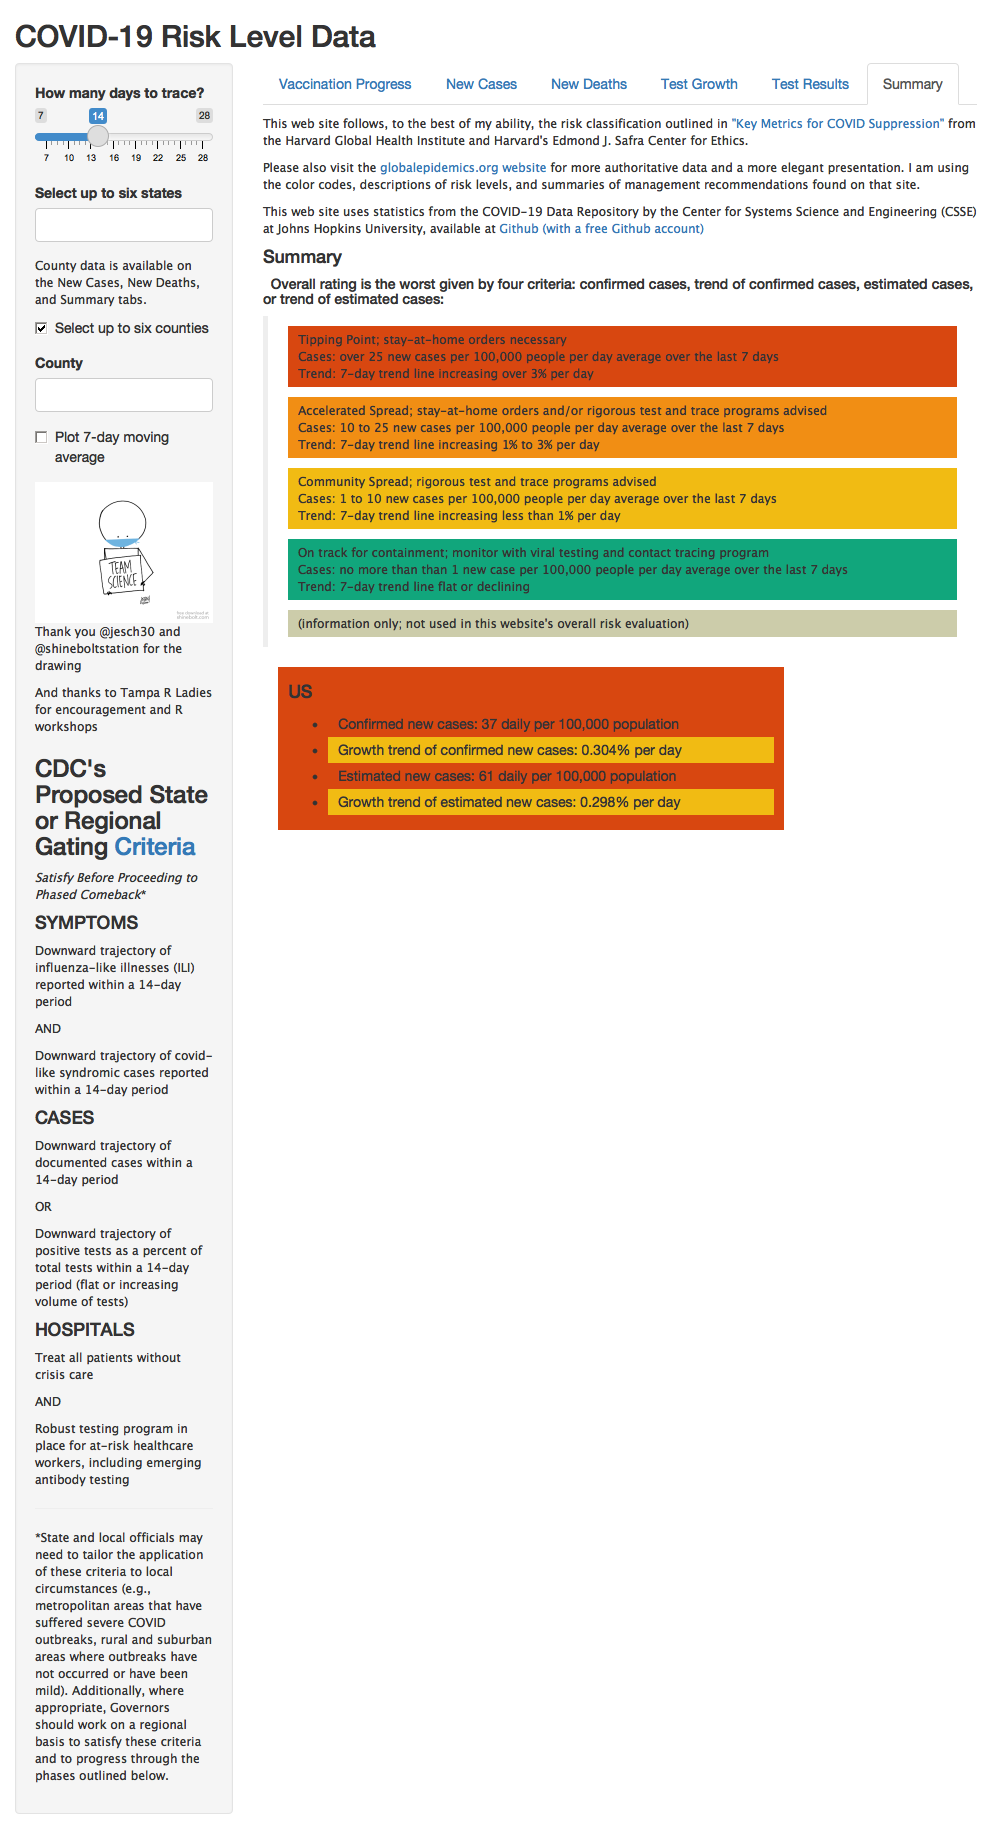 COVID-19 Risk Level Data
How many days to trace?
7 14 28
7 10 13 16 19 22 25 28
Select up to six states
County data is available on
the New Cases, New Deaths,
and Summary tabs.
Select up to six counties
County
Plot 7-day moving
average
TEAM
SCIENCE
Thank you @jesch30 and
@shineboltstation for the
drawing
And thanks to Tampa R Ladies
for encouragement and R
workshops
CDC's
Proposed State
or Regional
Gating Criteria
Satisfy Before Proceeding to
Phased Comeback*
SYMPTOMS
Downward trajectory of
influenza-like illnesses (ILI)
reported within a 14-day
period
AND
Downward trajectory of covid-
like syndromic cases reported
within a 14-day period
CASES
Downward trajectory of
documented cases within a
14-day period
OR
Downward trajectory of
positive tests as a percent of
total tests within a 14-day
period (flat or increasing
volume of tests)
HOSPITALS
Treat all patients without
crisis care
AND
Robust testing program in
place for at-risk healthcare
workers, including emerging
antibody testing
*State and local officials may
need to tailor the application
of these criteria to local
circumstances (e.g.,
metropolitan areas that have
suffered severe COVID
outbreaks, rural and suburban
areas where outbreaks have
not occurred or have been
mild). Additionally, where
appropriate, Governors
should work on a regional
basis to satisfy these criteria
and to progress through the
phases outlined below.
Vaccination Progress New Cases New Deaths Test Growth Test Results Summary
This web site follows, to the best of my ability, the risk classification outlined in "Key Metrics for COVID Suppression" from
the Harvard Global Health Institute and Harvard's Edmond J. Safra Center for Ethics.
Please also visit the globalepidemics.org website for more authoritative data and a more elegant presentation. I am using
the color codes, descriptions of risk levels, and summaries of management recommendations found on that site.
This web site uses statistics from the COVID-19 Data Repository by the Center for Systems Science and Engineering (CSSE)
at Johns Hopkins University, available at Github (with a free Github account)
Summary
Overall rating is the worst given by four criteria: confirmed cases, trend of confirmed cases, estimated cases,
or trend of estimated cases:
Tipping Point; stay-at-home orders necessary
Cases: over 25 new cases per 100,000 people per day average over the last 7 days
Trend: 7-day trend line increasing over 3% per day
Accelerated Spread; stay-at-home orders and/or rigorous test and trace programs advised
Cases: 10 to 25 new cases per 100,000 people per day average over the last 7 days
Trend: 7-day trend line increasing 1% to 3% per day
Community Spread; rigorous test and trace programs advised
Cases: 1 to 10 new cases per 100,000 people per day average over the last 7 days
Trend: 7-day trend line increasing less than 1% per day
On track for containment; monitor with viral testing and contact tracing program
Cases: no more than than 1 new case per 100,000 people per day average over the last 7 days
Trend: 7-day trend line flat or declining
(information only; not used in this website's overall risk evaluation)
US
Confirmed new cases: 37 daily per 100,000 population
Growth trend of confirmed new cases: 0.304% per day
Estimated new cases: 61 daily per 100,000 population
Growth trend of estimated new cases: 0.298% per day